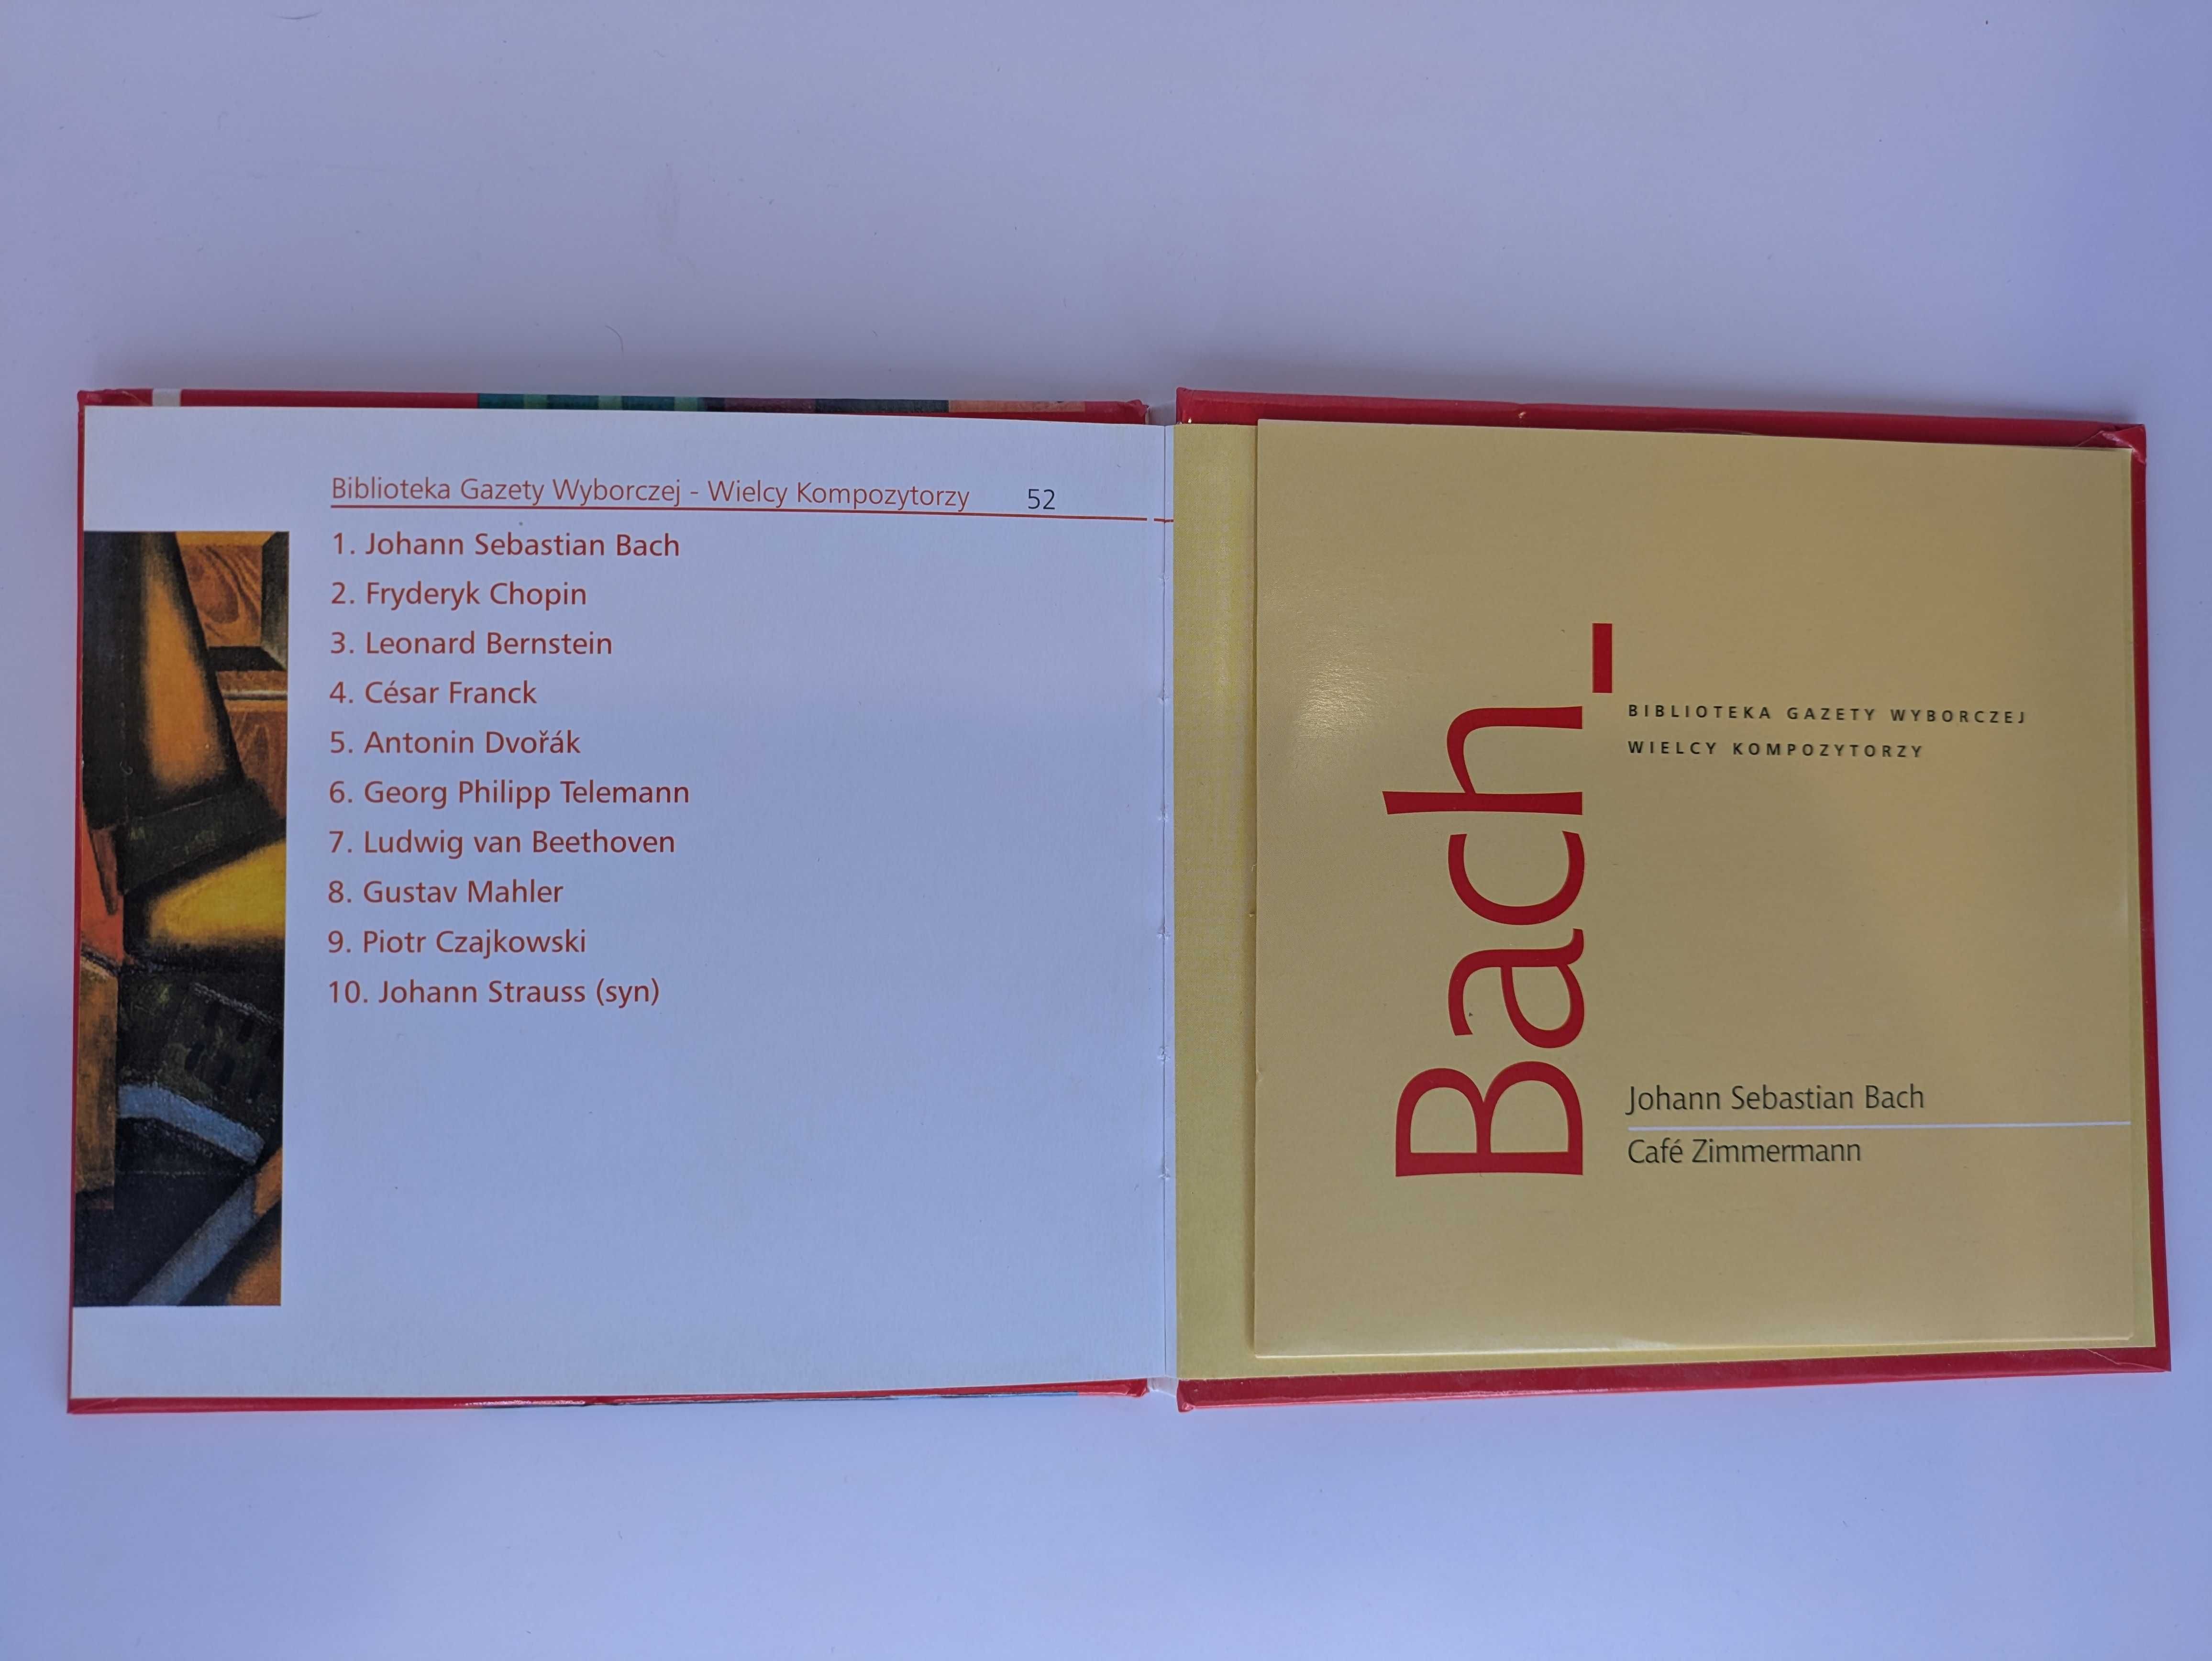 Biblioteka Gazety Wyborczej - Wielcy Kompozytorzy 52
1. Johann Sebastian Bach
2. Fryderyk Chopin
3. Leonard Bernstein
4. César Franck
5. Antonin Dvořák
6. Georg Philipp Telemann
7. Ludwig van Beethoven
8. Gustav Mahler
9. Piotr Czajkowski
10. Johann Strauss (syn)
Bach
BIBLIOTEKA GAZETY WYBORCZEJ
WIELCY KOMPOZYTORZY
Johann Sebastian Bach
Café Zimmermann